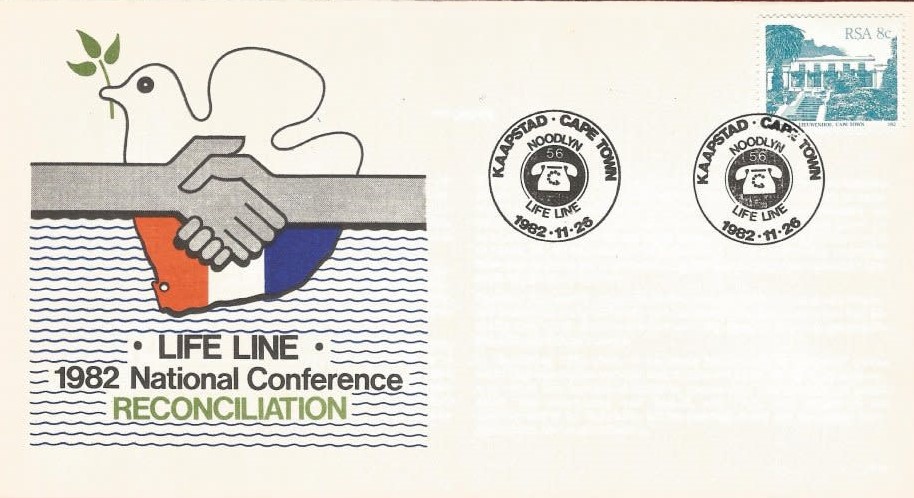 RSA 8c
LEEUWENHOF, CAPE TOWN 1982
KAAPSTAD · CAPE TOWN
NOODLYN
56
LIFE LINE
1982·11·26
KAAPSTAD · CAPE TOWN
NOODLYN
56
LIFE LINE
1982·11·26
· LIFE LINE ·
1982 National Conference
RECONCILIATION